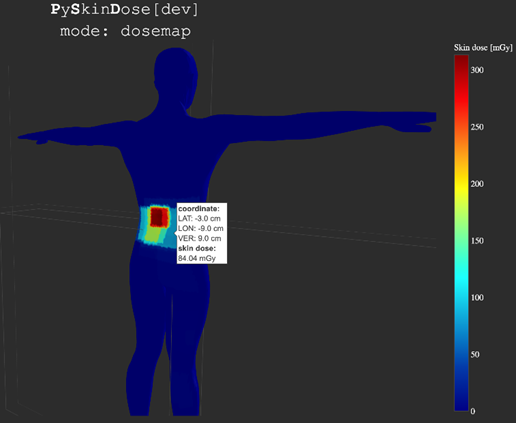 PySkinDose[dev]
mode: dosemap
Skin dose [mGy]
300
250
200
150
100
50
0
coordinate:
LAT: -3.0 cm
LON: -9.0 cm
VER: 9.0 cm
skin dose:
84.04 mGy